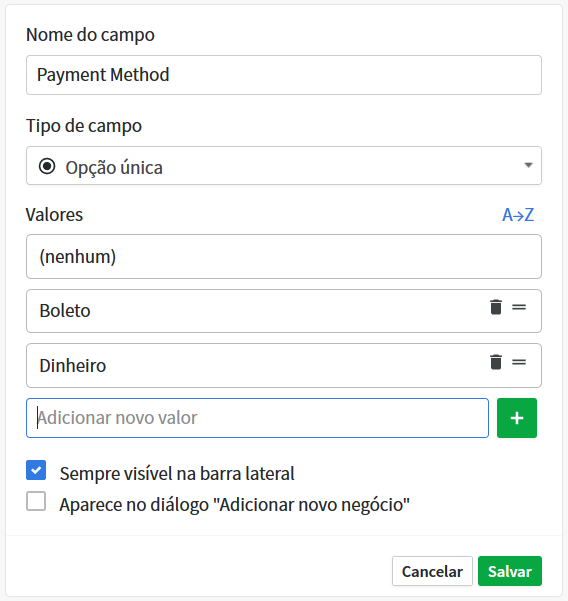 Nome do campo
Payment Method
Tipo de campo
Opção única
Valores A→Z
(nenhum)
Boleto
Dinheiro
Adicionar novo valor +
Sempre visível na barra lateral
Aparece no diálogo "Adicionar novo negócio"
Cancelar Salvar